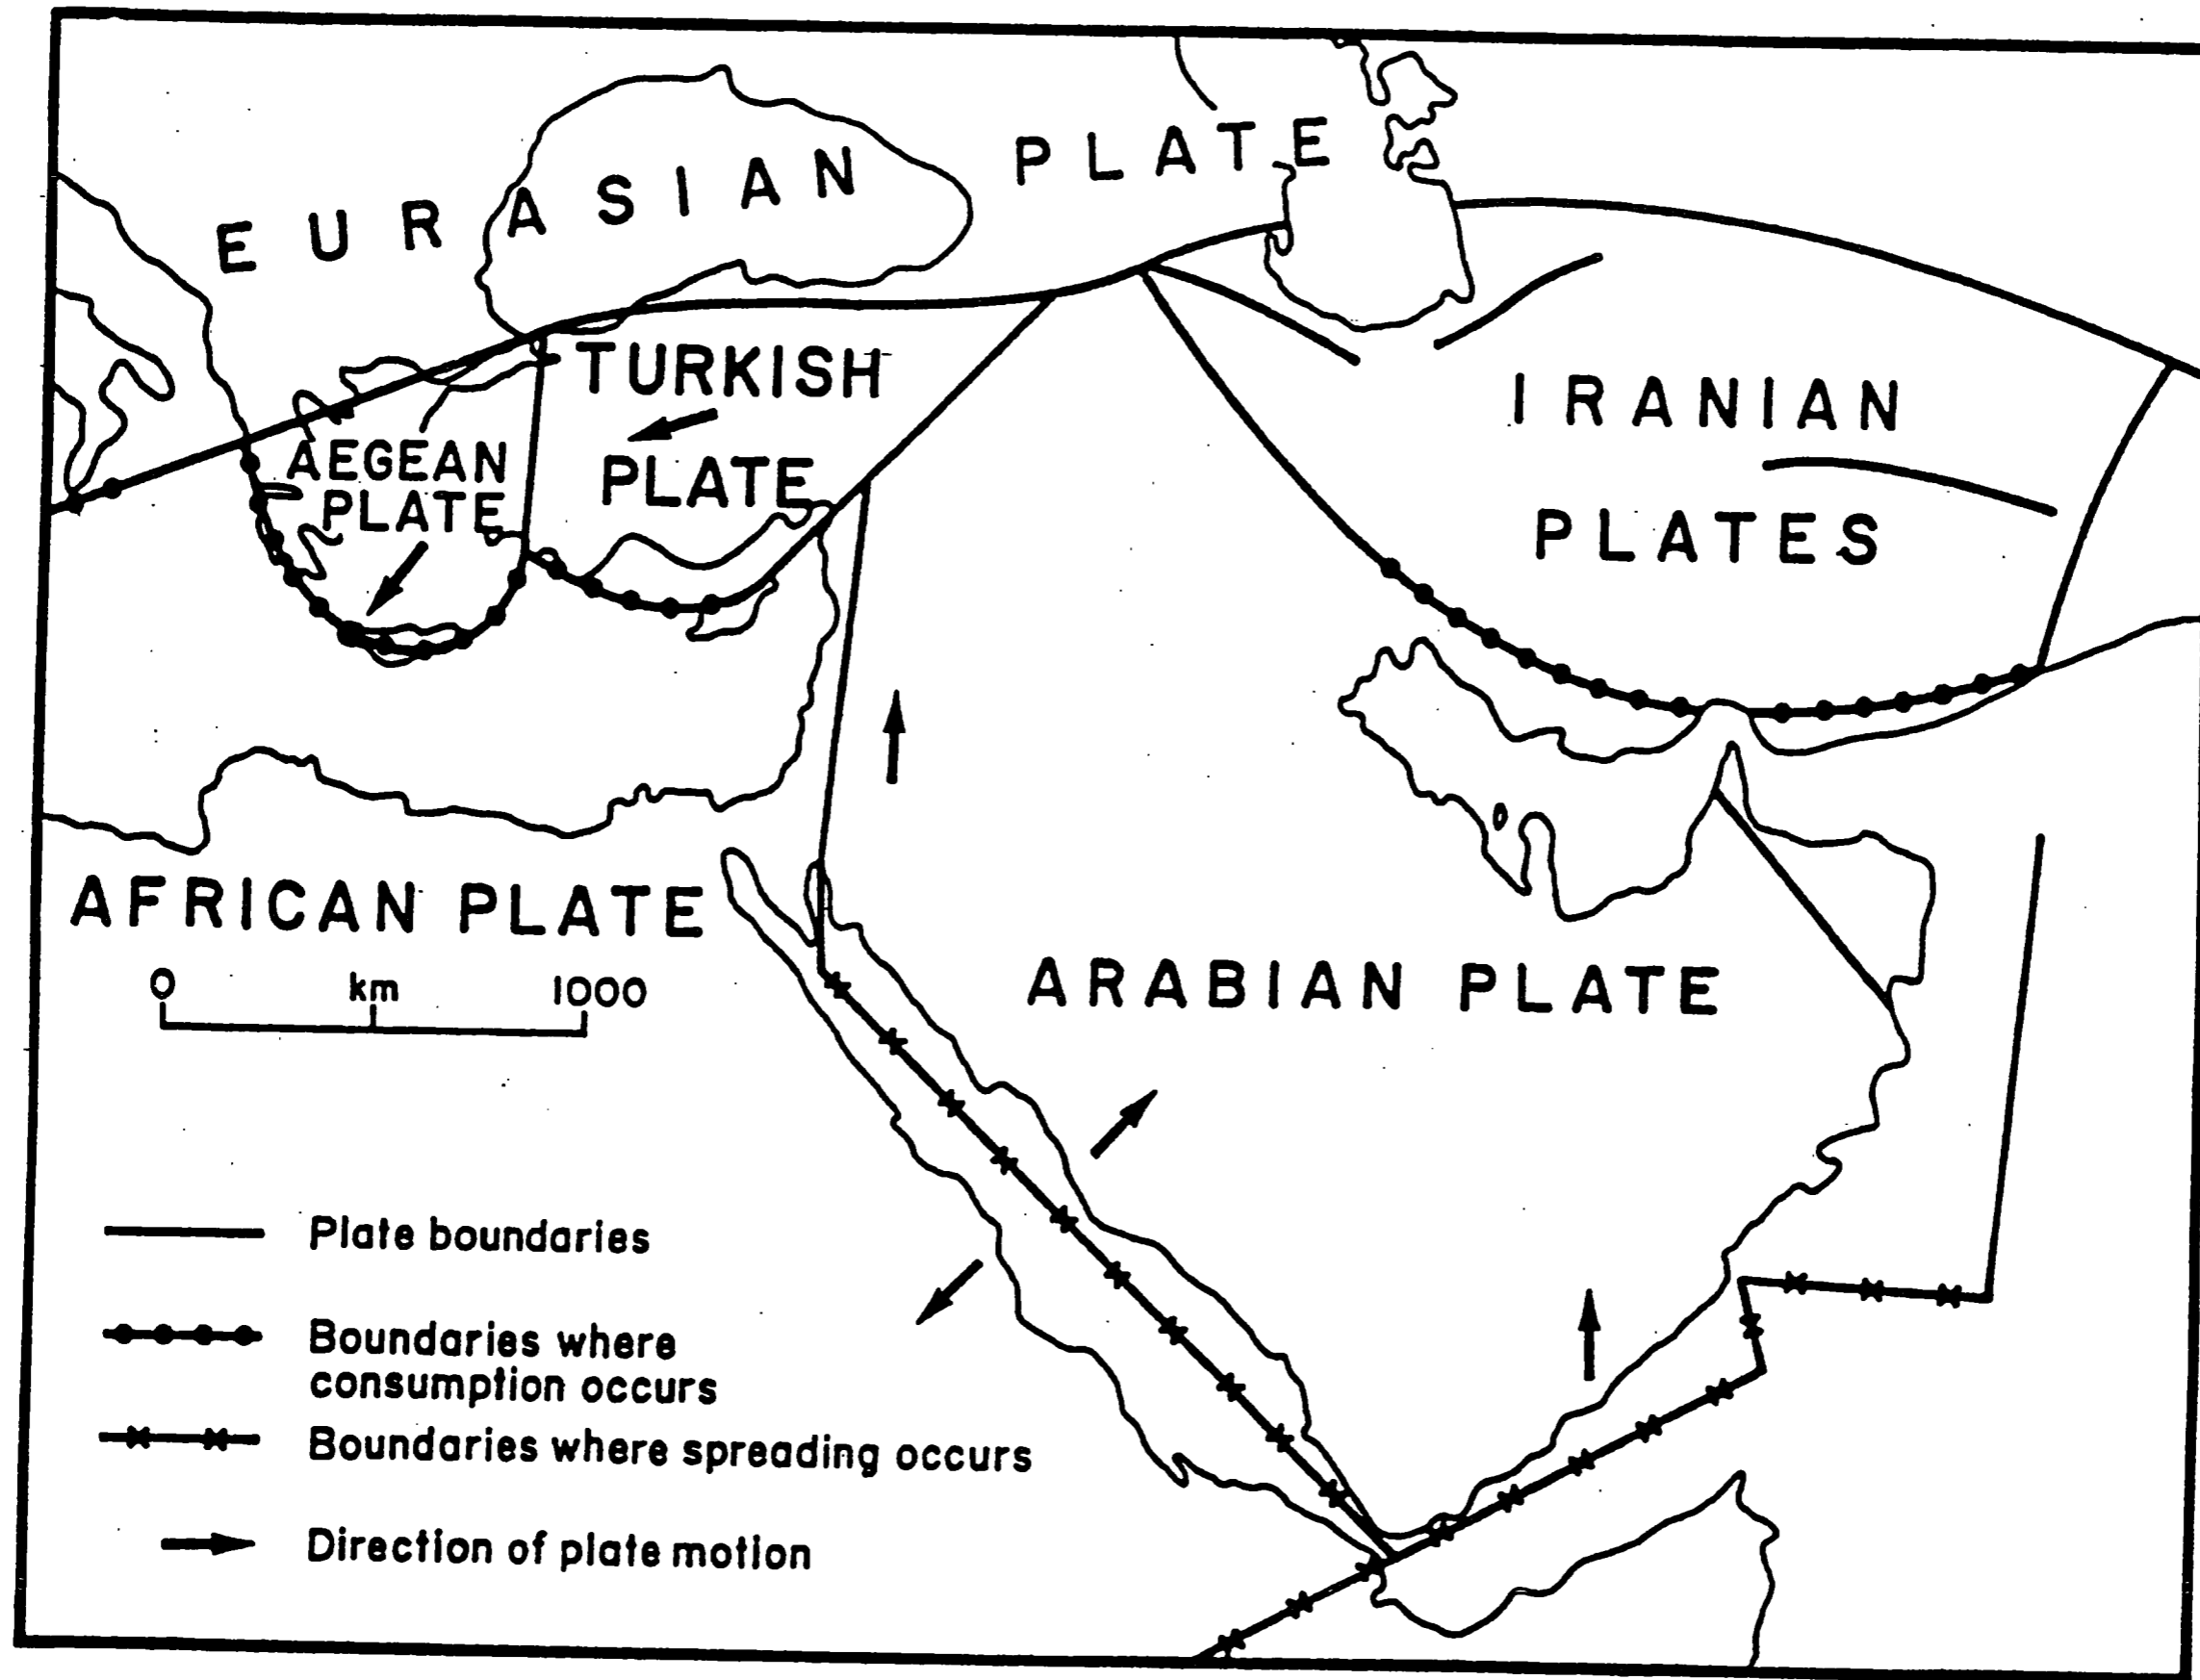 EURASIAN PLATE
TURKISH
PLATE
AEGEAN
PLATE
IRANIAN
PLATES
AFRICAN PLATE
ARABIAN PLATE
0 km 1000
Plate boundaries
Boundaries where
consumption occurs
Boundaries where spreading occurs
Direction of plate motion